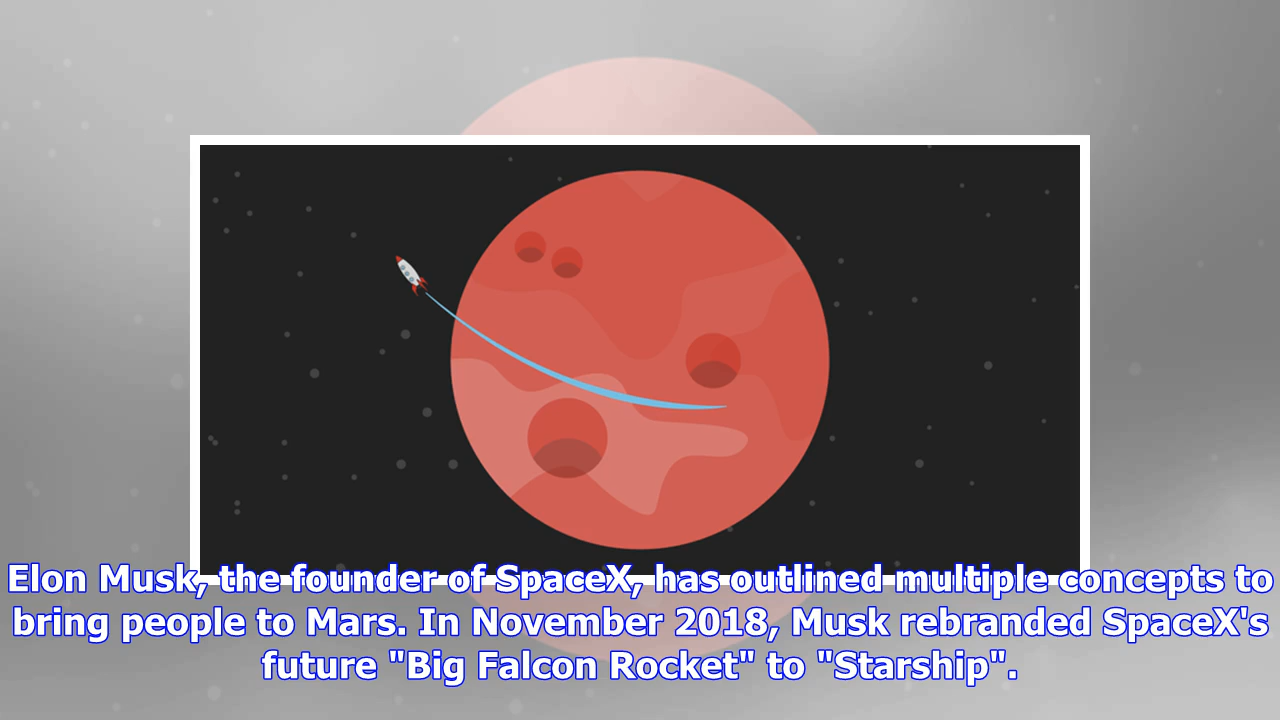 Elon Musk, the founder of SpaceX, has outlined multiple concepts to
bring people to Mars. In November 2018, Musk rebranded SpaceX's
future "Big Falcon Rocket" to "Starship".